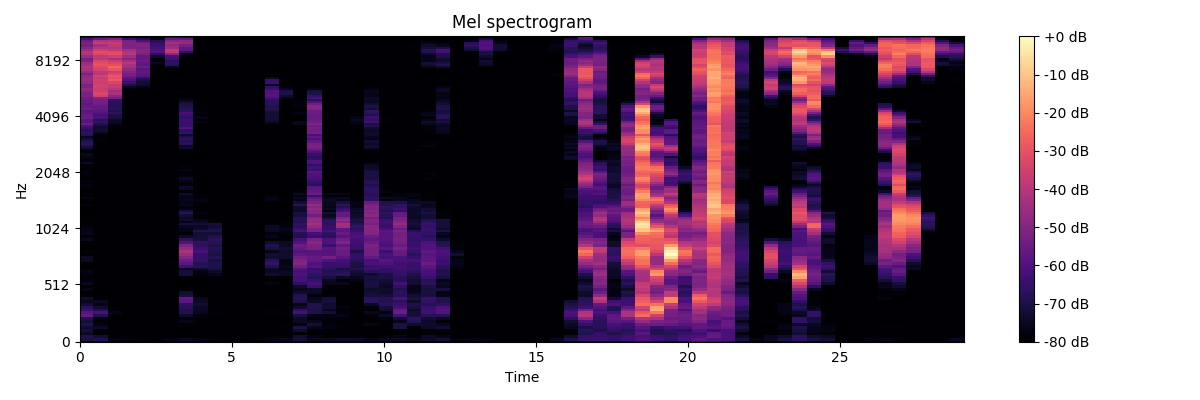 Mel spectrogram
Hz
8192
4096
2048
1024
512
0
0 5 10 15 20 25
Time
+0 dB
-10 dB
-20 dB
-30 dB
-40 dB
-50 dB
-60 dB
-70 dB
-80 dB